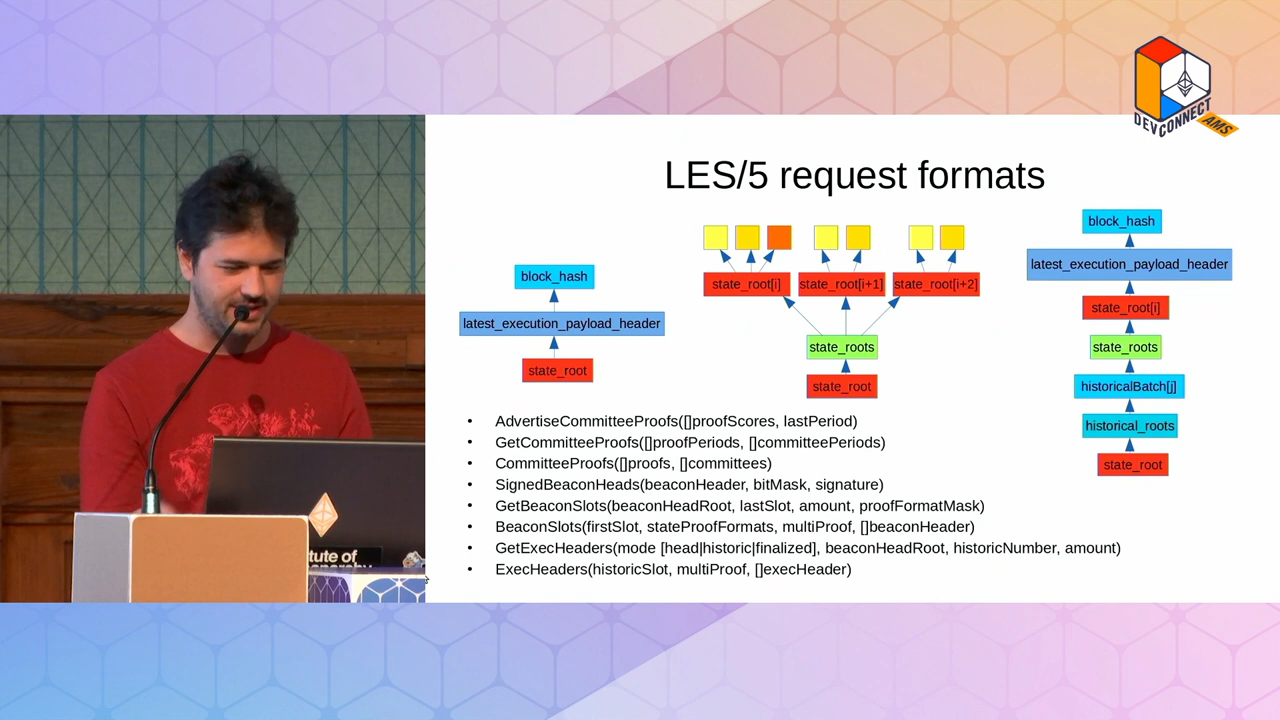 DEVCONNECT
AMS
LES/5 request formats
block_hash
latest_execution_payload_header
state_root
state_root[i]
state_root[i+1]
state_root[i+2]
state_roots
state_root
block_hash
latest_execution_payload_header
state_root[i]
state_roots
historicalBatch[j]
historical_roots
state_root
• AdvertiseCommitteeProofs([]proofScores, lastPeriod)
• GetCommitteeProofs([]proofPeriods, []committeePeriods)
• CommitteeProofs([]proofs, []committees)
• SignedBeaconHeads(beaconHeader, bitMask, signature)
• GetBeaconSlots(beaconHeadRoot, lastSlot, amount, proofFormatMask)
• BeaconSlots(firstSlot, stateProofFormats, multiProof, []beaconHeader)
• GetExecHeaders(mode [head|historic|finalized], beaconHeadRoot, historicNumber, amount)
• ExecHeaders(historicSlot, multiProof, []execHeader)
tute of